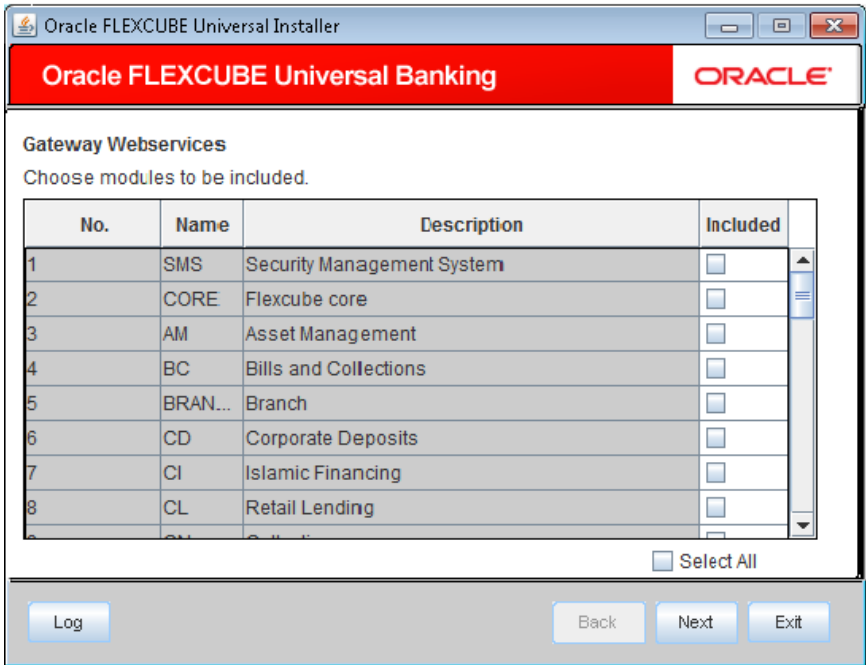 Oracle FLEXCUBE Universal Installer
Oracle FLEXCUBE Universal Banking ORACLE
Gateway Webservices
Choose modules to be included.
No. Name Description Included
1 SMS Security Management System
2 CORE Flexcube core
3 AM Asset Management
4 BC Bills and Collections
5 BRAN... Branch
6 CD Corporate Deposits
7 CI Islamic Financing
8 CL Retail Lending
Select All
Log Back Next Exit